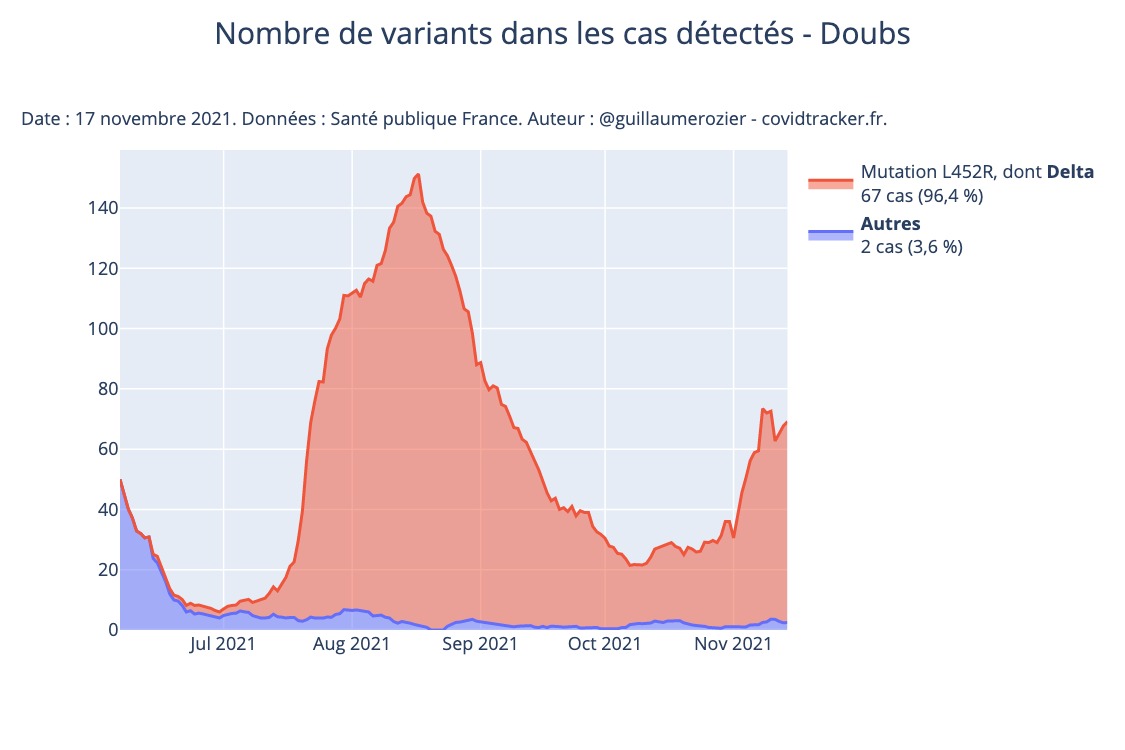 Nombre de variants dans les cas détectés - Doubs
Date : 17 novembre 2021. Données : Santé publique France. Auteur : @guillaumerozier - covidtracker.fr.
Mutation L452R, dont Delta
67 cas (96,4 %)
Autres
2 cas (3,6 %)
140
120
100
80
60
40
20
0
Jul 2021 Aug 2021 Sep 2021 Oct 2021 Nov 2021